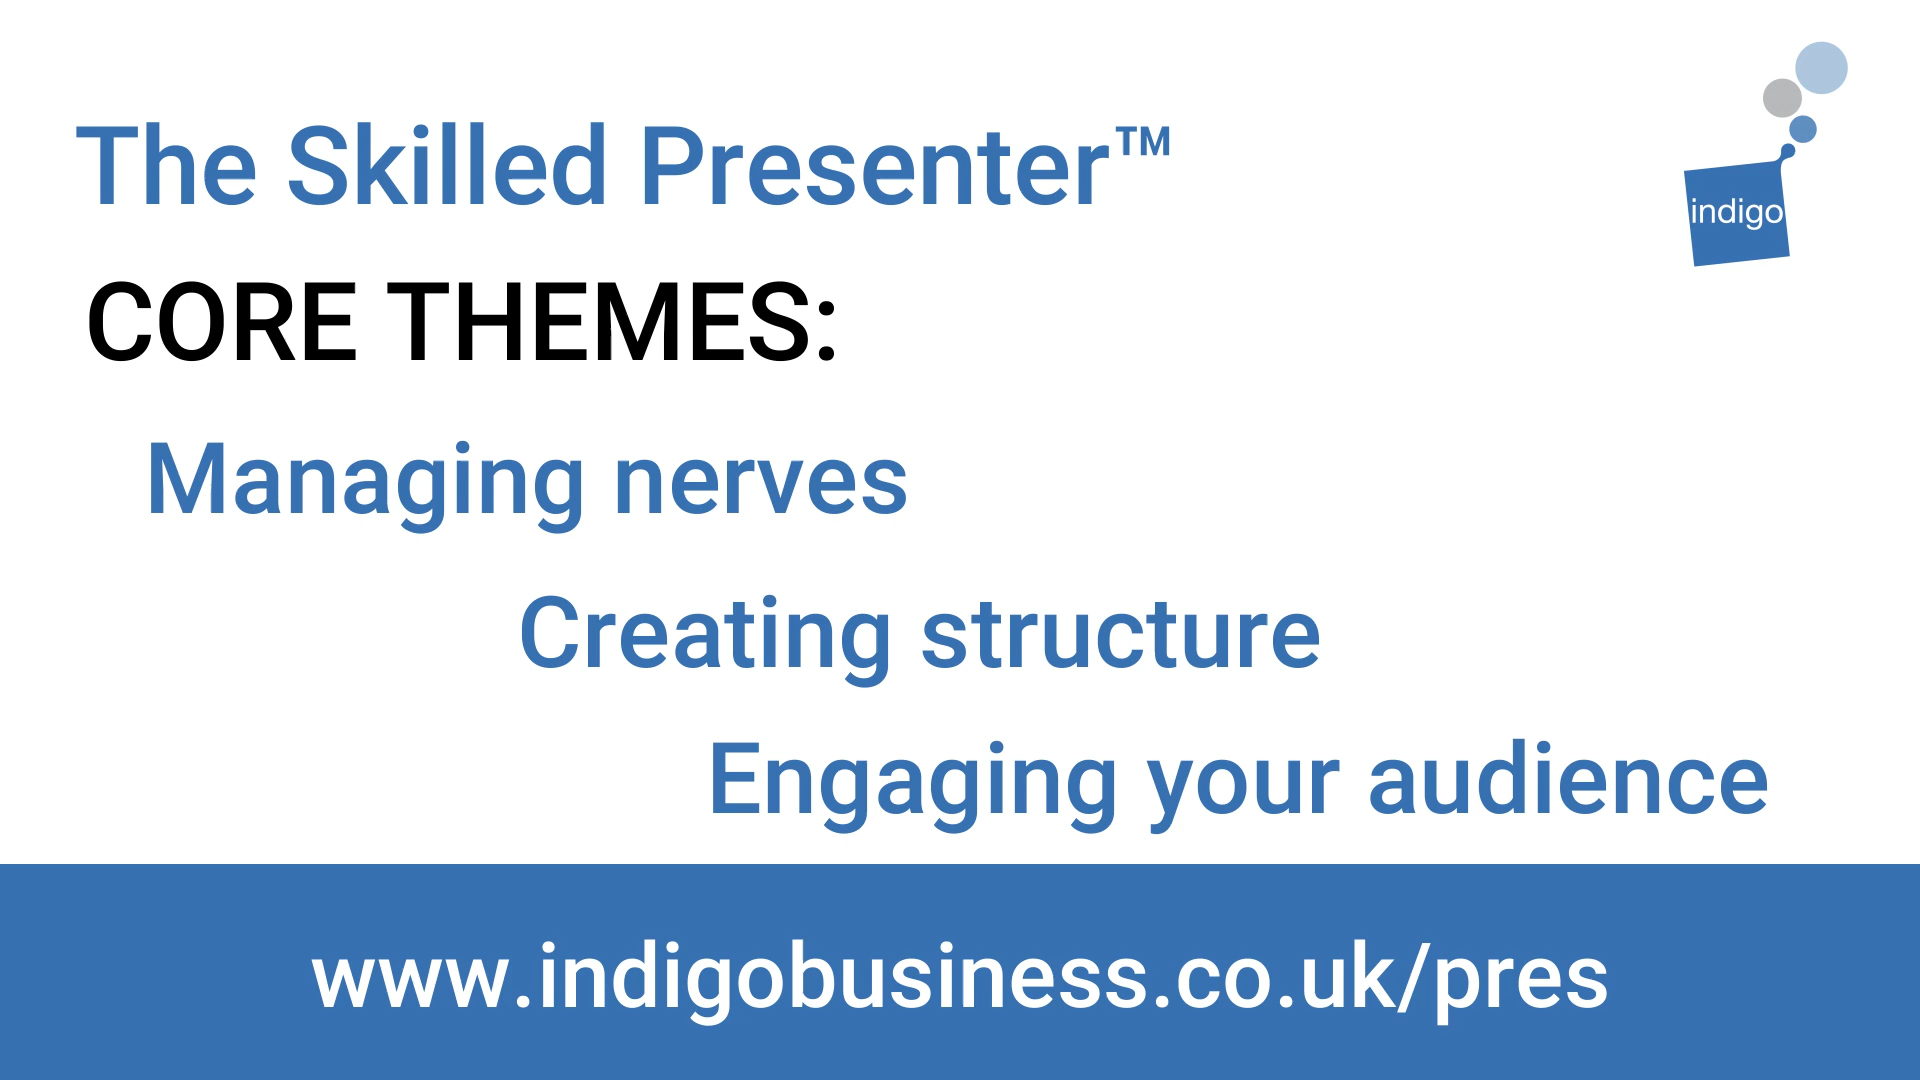 The Skilled Presenter™
indigo
CORE THEMES:
Managing nerves
Creating structure
Engaging your audience
www.indigobusiness.co.uk/pres